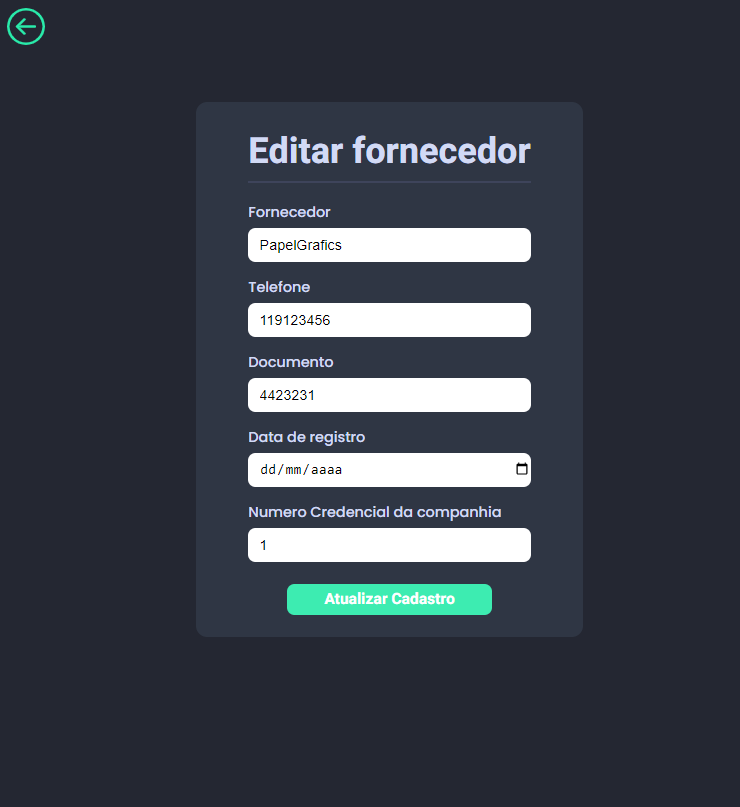 Editar fornecedor
Fornecedor
PapelGrafics
Telefone
119123456
Documento
4423231
Data de registro
dd/mm/aaaa
Numero Credencial da companhia
1
Atualizar Cadastro